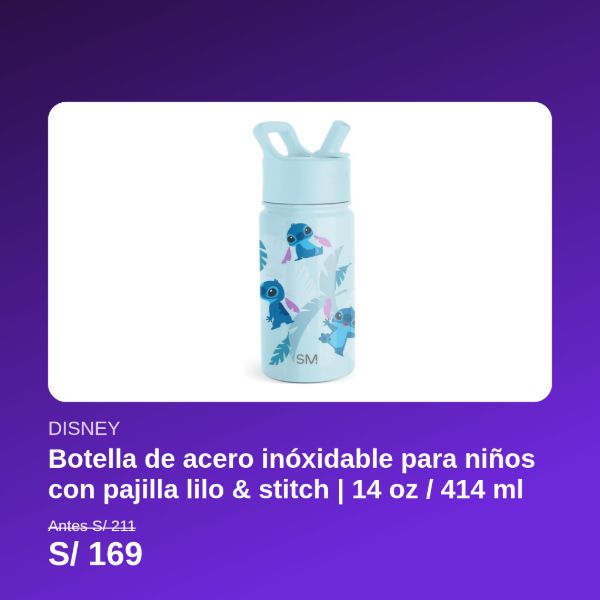 SM
DISNEY
Botella de acero inóxidable para niños
con pajilla lilo & stitch | 14 oz / 414 ml
Antes S/ 211
S/ 169